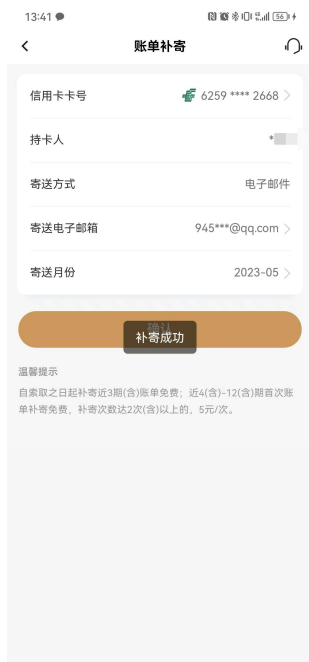 13:41
56
账单补寄
信用卡卡号 6259 **** 2668
持卡人 *
寄送方式 电子邮件
寄送电子邮箱 945***@qq.com
寄送月份 2023-05
确认
补寄成功
温馨提示
自索取之日起补寄近3期(含)账单免费；近4(含)-12(含)期首次账
单补寄免费，补寄次数达2次(含)以上的，5元/次。